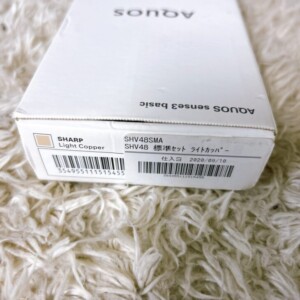 AQUOS
AQUOS sense3 basic
SHARP
Light Copper
SHV48SMA
SHV48 標準セット ライトカッパー
仕入日 2020/09/10